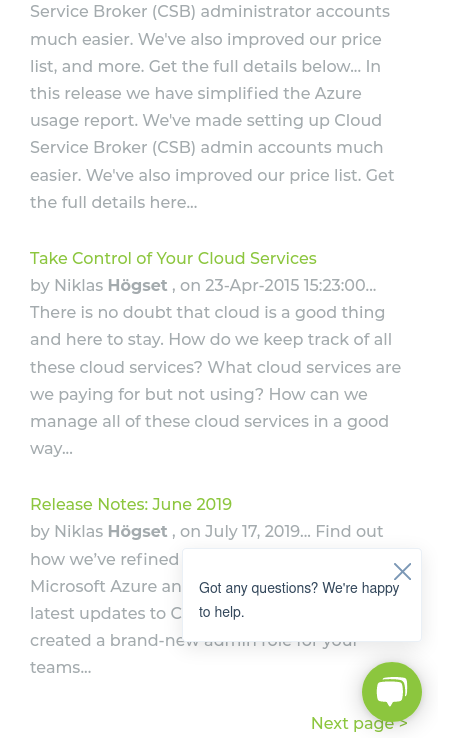 Service Broker (CSB) administrator accounts
much easier. We've also improved our price
list, and more. Get the full details below... In
this release we have simplified the Azure
usage report. We've made setting up Cloud
Service Broker (CSB) admin accounts much
easier. We've also improved our price list. Get
the full details here...
Take Control of Your Cloud Services
by Niklas Högset , on 23-Apr-2015 15:23:00...
There is no doubt that cloud is a good thing
and here to stay. How do we keep track of all
these cloud services? What cloud services are
we paying for but not using? How can we
manage all of these cloud services in a good
way...
Release Notes: June 2019
by Niklas Högset , on July 17, 2019... Find out
how we've refined
Microsoft Azure an
latest updates to C
created a brand-new admin role for your
teams...
Got any questions? We're happy
to help.
Next page >